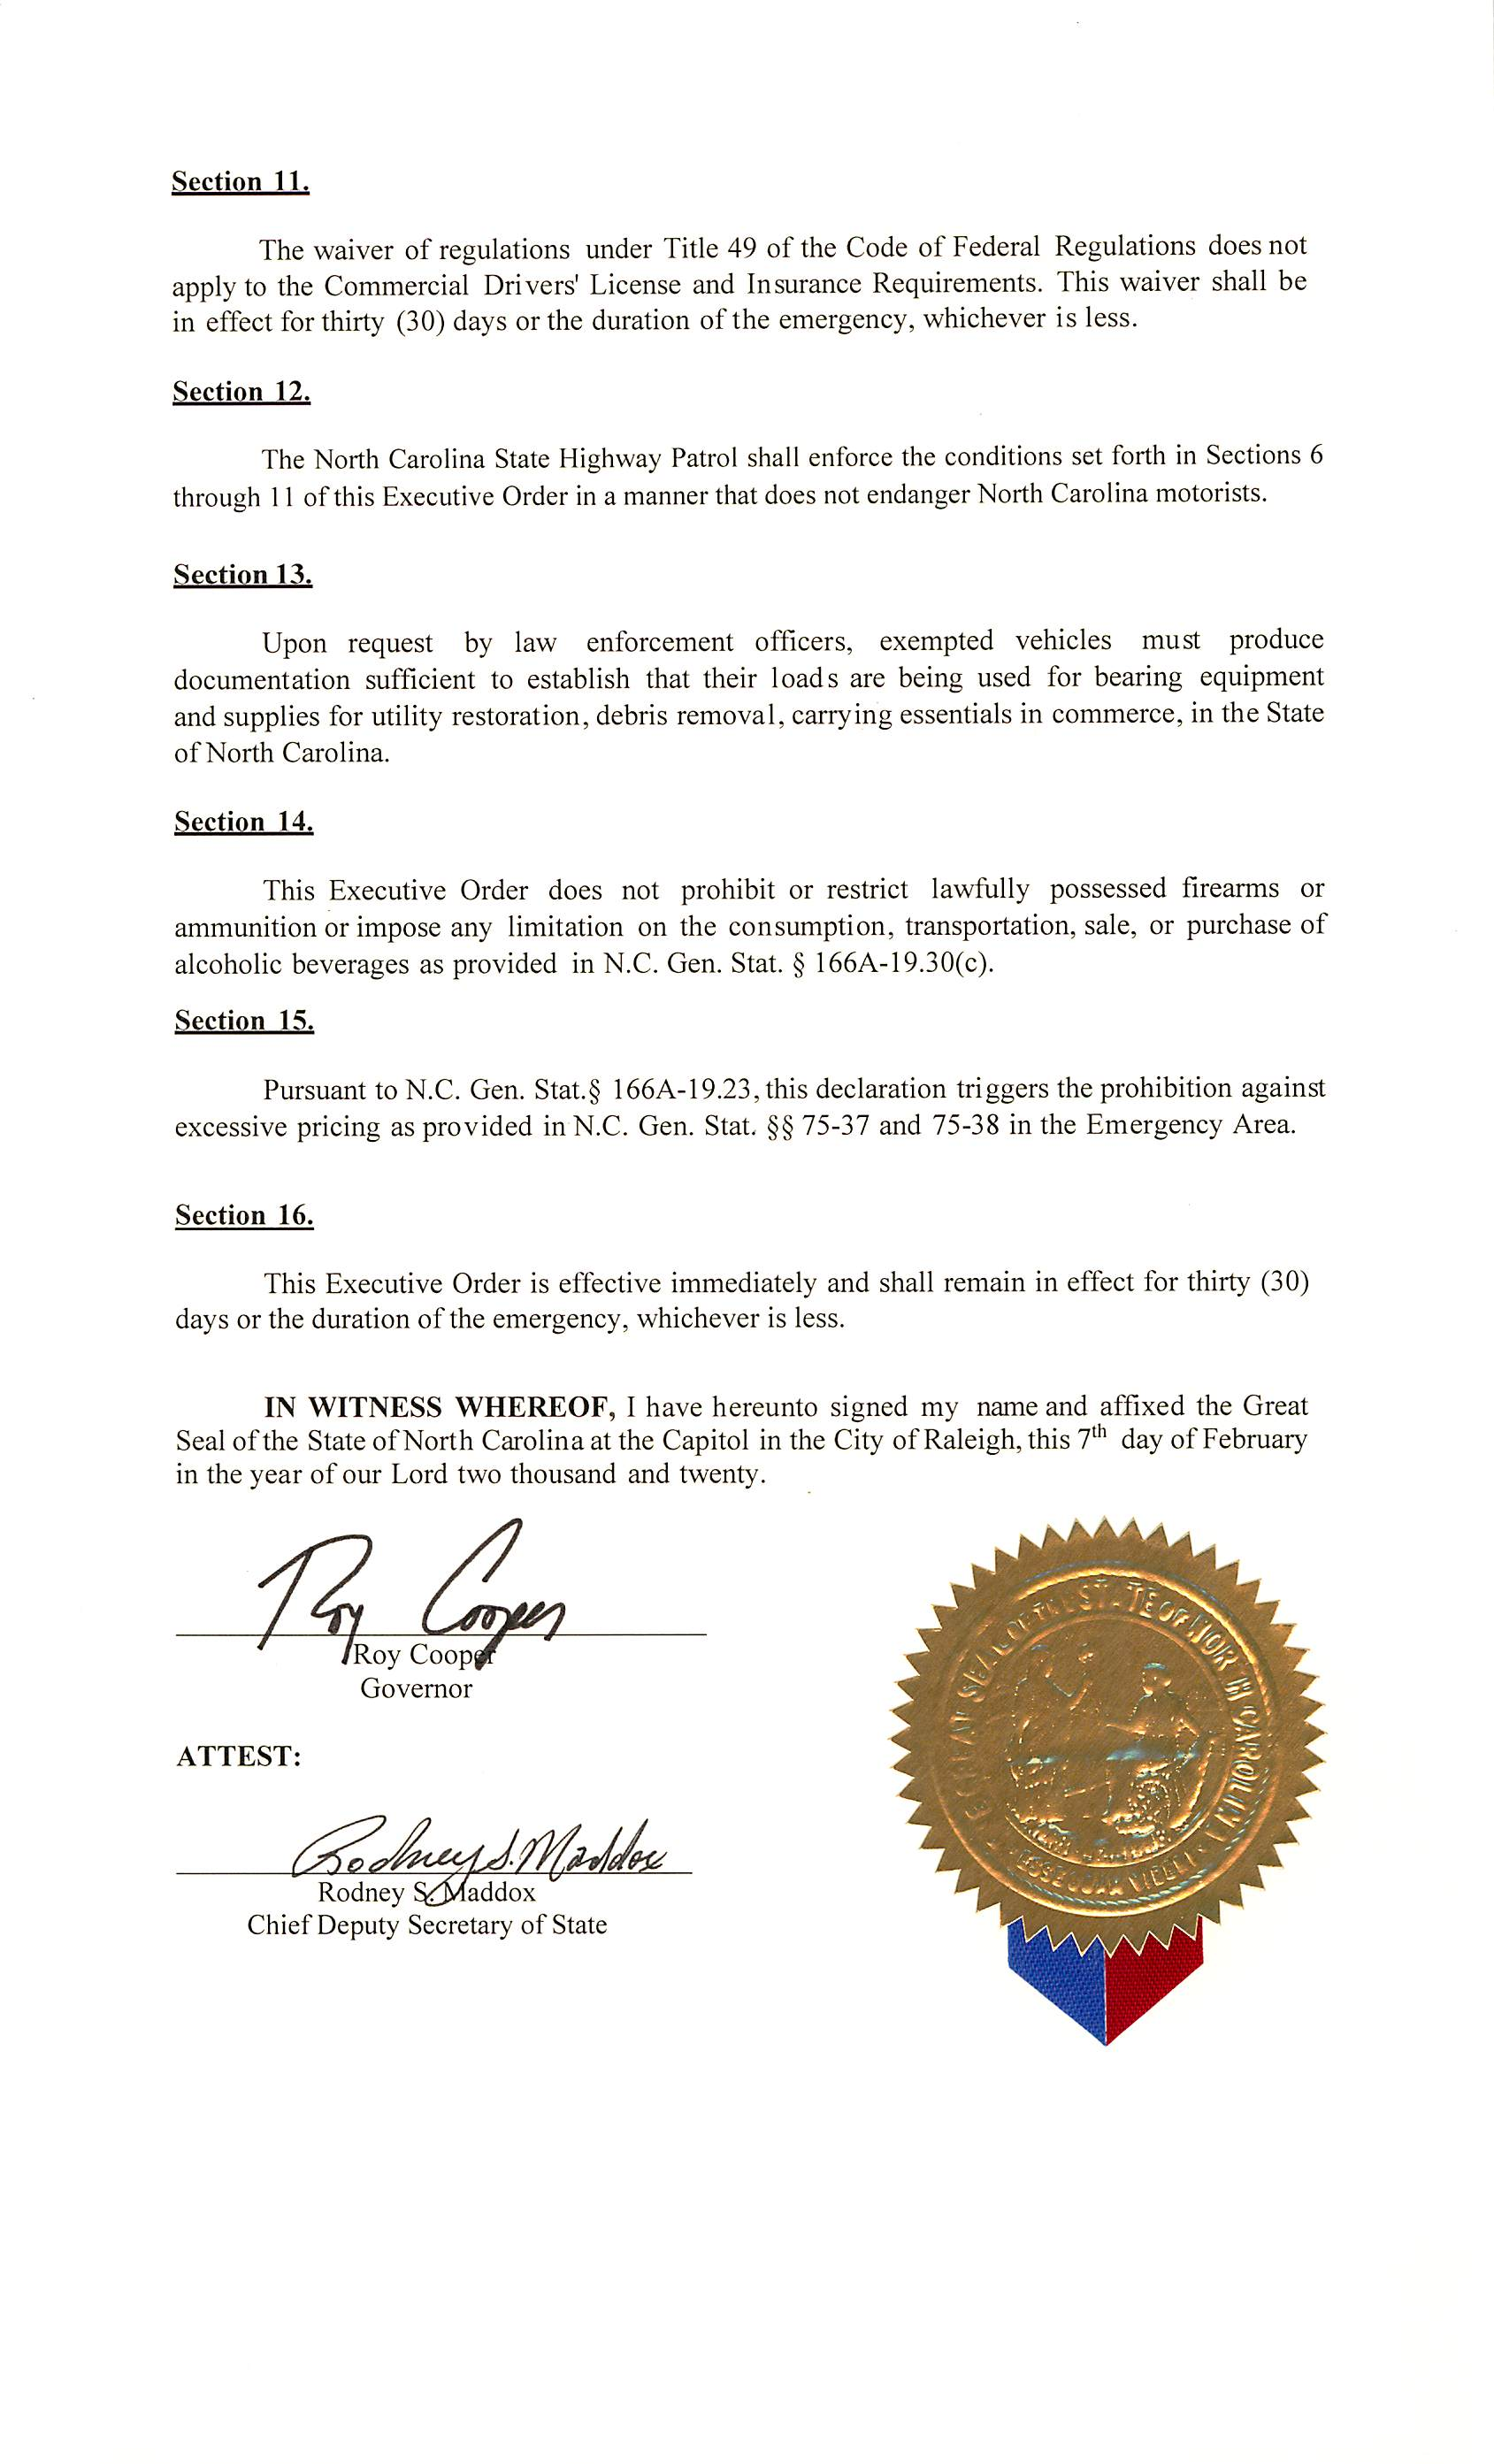 Section 11.
The waiver of regulations under Title 49 of the Code of Federal Regulations does not
apply to the Commercial Drivers' License and Insurance Requirements. This waiver shall be
in effect for thirty (30) days or the duration of the emergency, whichever is less.
Section 12.
The North Carolina State Highway Patrol shall enforce the conditions set forth in Sections 6
through 11 of this Executive Order in a manner that does not endanger North Carolina motorists.
Section 13.
Upon request by law enforcement officers, exempted vehicles must produce
documentation sufficient to establish that their loads are being used for bearing equipment
and supplies for utility restoration, debris removal, carrying essentials in commerce, in the State
of North Carolina.
Section 14.
This Executive Order does not prohibit or restrict lawfully possessed firearms or
ammunition or impose any limitation on the consumption, transportation, sale, or purchase of
alcoholic beverages as provided in N.C. Gen. Stat. § 166A-19.30(c).
Section 15.
Pursuant to N.C. Gen. Stat.§ 166A-19.23, this declaration triggers the prohibition against
excessive pricing as provided in N.C. Gen. Stat. §§ 75-37 and 75-38 in the Emergency Area.
Section 16.
This Executive Order is effective immediately and shall remain in effect for thirty (30)
days or the duration of the emergency, whichever is less.
IN WITNESS WHEREOF, I have hereunto signed my name and affixed the Great
Seal of the State of North Carolina at the Capitol in the City of Raleigh, this 7th day of February
in the year of our Lord two thousand and twenty.
Roy Cooper
Roy Cooper
Governor
ATTEST:
Rodney S. Maddox
Rodney S. Maddox
Chief Deputy Secretary of State
GREAT SEAL OF THE STATE OF NORTH CAROLINA
ESSE QUAM VIDERI